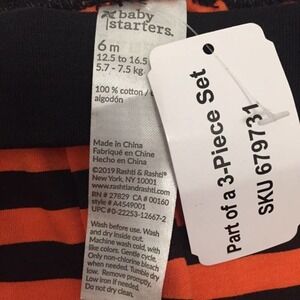 baby
starters®
6 m
12.5 to 16.5
5.7 - 7.5 kg
100 % cotton /
algodón
Made in China
Fabriqué en Chine
Hecho en China
©2019 Rashti & Rashti®
New York, NY 10001
www.rashtiandrashti.com
RN # 27829 CA # 00160
style # A4549001
UPC #0-22253-12667-2
Wash before use. Wash
and dry inside out.
Machine wash cold, with
like colors. Gentle cycle.
Only non-chlorine bleach
when needed. Tumble dry
low. Remove promptly.
Low iron if needed.
Do not dry clean.
Part of a 3-Piece Set
SKU 679731